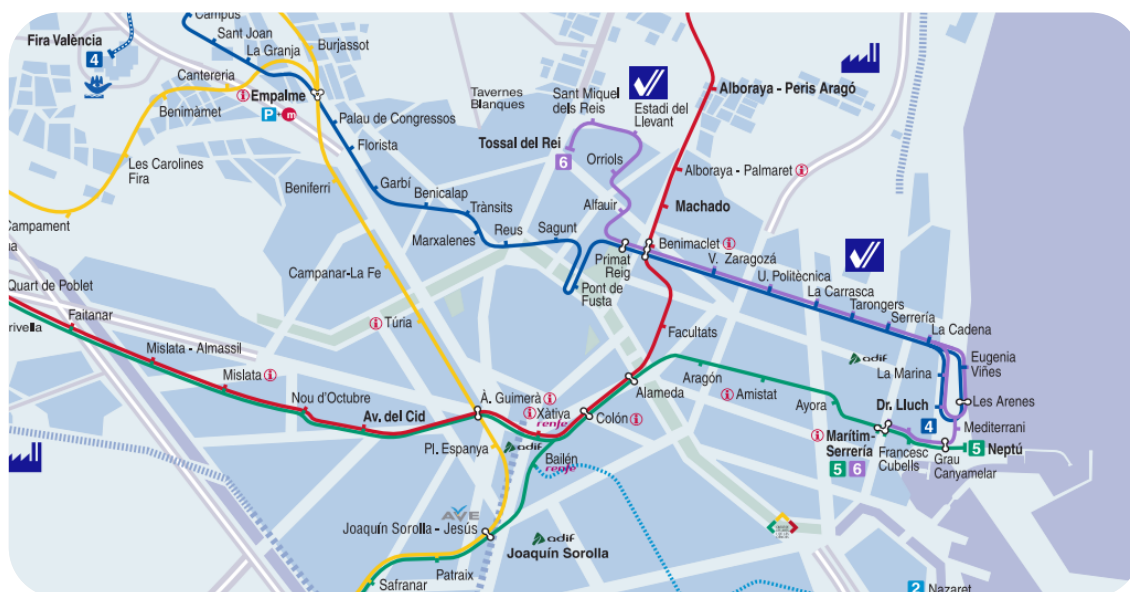 Campus
Sant Joan
La Granja
Burjassot
Fira València
4
Cantereria
Empalme
P
m
Benimàmet
Les Carolines
Fira
Campament
Palau de Congressos
Florista
Beniferri
Garbí
Benicalap
Marxalenes
Trànsits
Reus
Sagunt
Tavernes
Blanques
Sant Miquel
dels Reis
Estadi del
Llevant
Tossal del Rei
6
Orriols
Alfauir
Alboraya - Peris Aragó
Alboraya - Palmaret
Machado
Benimaclet
Primat
Reig
Pont de
Fusta
V. Zaragozá
U. Politècnica
La Carrasca
Tarongers
Serrería
La Cadena
Eugenia
Viñes
La Marina
Les Arenes
Dr. Lluch
4
Mediterrani
Neptú
5
Grau
Canyamelar
Francesc
Cubells
Marítim-
Serrería
5 6
Ayora
Amistat
Aragón
adif
Facultats
Alameda
Colón
Xàtiva
renfe
À. Guimerà
Campanar-La Fe
Túria
Quart de Poblet
rivella
Faitanar
Mislata - Almassil
Mislata
Nou d'Octubre
Av. del Cid
Pl. Espanya
adif
Bailén
renfe
AVE
Joaquín Sorolla - Jesús
adif
Joaquín Sorolla
Patraix
Safranar
2 Nazaret